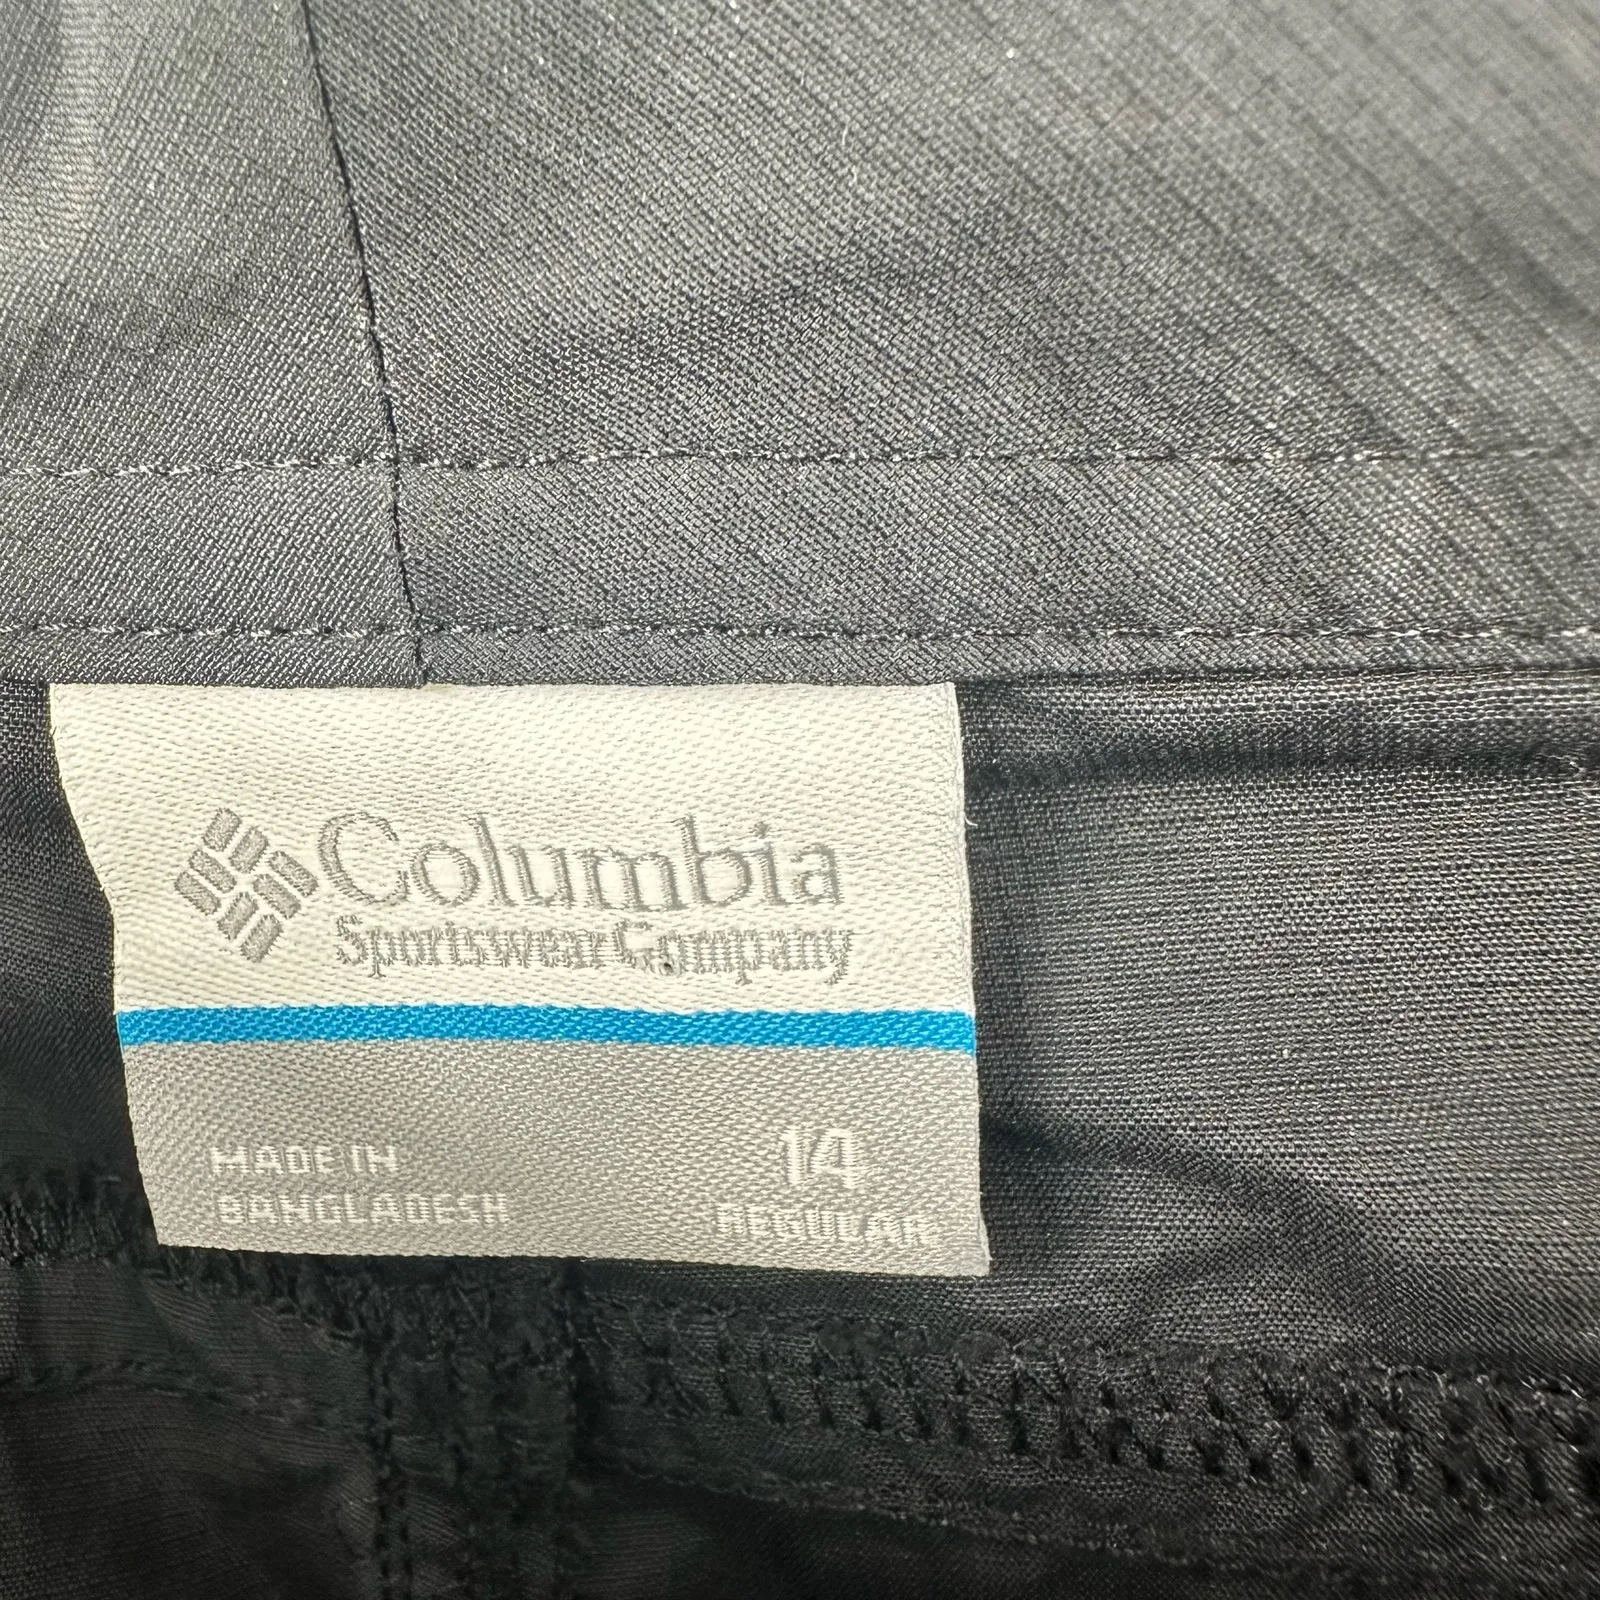 Columbia
Sportswear Company
MADE IN
BANGLADESH
14
REGULAR